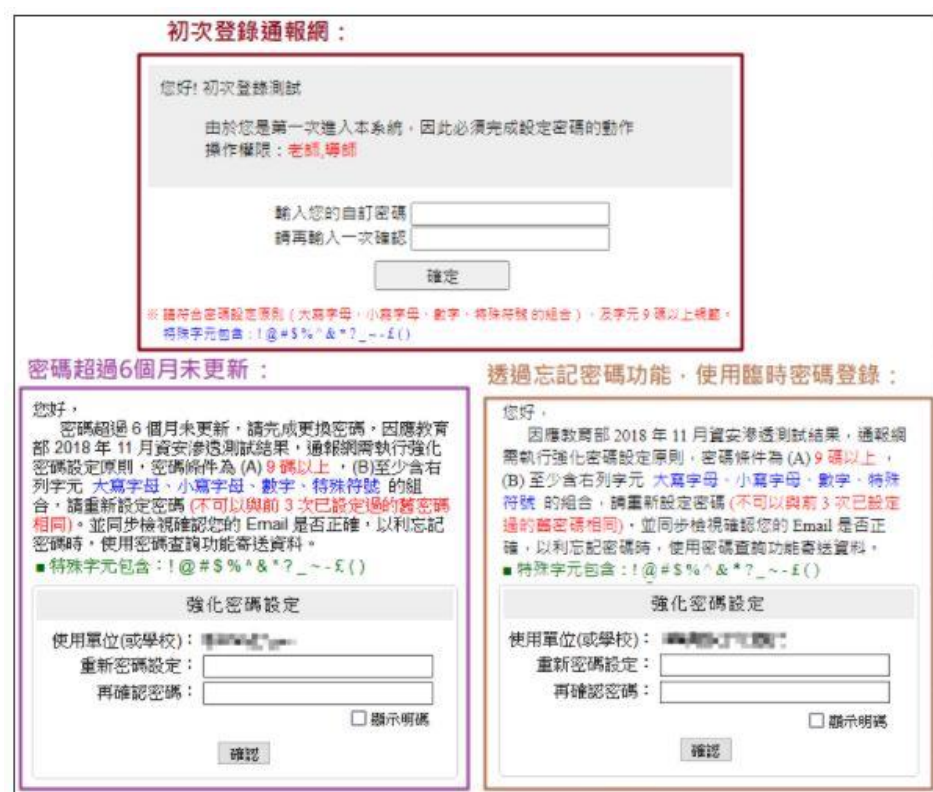 初次登錄通報網：
您好! 初次登錄測試
由於您是第一次進入本系統，因此必須完成設定密碼的動作
操作權限：老師,導師
輸入您的自訂密碼
請再輸入一次確認
確定
※ 請符合密碼設定原則（大寫字母、小寫字母、數字、特殊符號 的組合），及字元 9 碼以上規範。
特殊字元包含 : ! @ # $ % ^ & * ? _ ~ - £ ( )
密碼超過6個月未更新：
您好，
密碼超過 6 個月未更新，請完成更換密碼，因應教育
部 2018 年 11 月資安滲透測試結果，通報網需執行強化
密碼設定原則，密碼條件為 (A) 9 碼以上 ，(B)至少含右
列字元 大寫字母、小寫字母、數字、特殊符號 的組
合，請重新設定密碼 (不可以與前 3 次已設定過的舊密碼
相同)。並同步檢視確認您的 Email 是否正確，以利忘記
密碼時，使用密碼查詢功能寄送資料。
■ 特殊字元包含：! @ # $ % ^ & * ? _ ~ - £ ( )
強化密碼設定
使用單位(或學校)：
重新密碼設定：
再確認密碼：
顯示明碼
確認
透過忘記密碼功能，使用臨時密碼登錄：
您好，
因應教育部 2018 年 11 月資安滲透測試結果，通報網
需執行強化密碼設定原則，密碼條件為 (A) 9 碼以上 ，
(B) 至少含右列字元 大寫字母、小寫字母、數字、特殊
符號 的組合，請重新設定密碼 (不可以與前 3 次已設定
過的舊密碼相同)，並同步檢視確認您的 Email 是否正
確，以利忘記密碼時，使用密碼查詢功能寄送資料。
■ 特殊字元包含 : ! @ # $ % ^ & * ? _ ~ - £ ( )
強化密碼設定
使用單位(或學校)：
重新密碼設定：
再確認密碼：
顯示明碼
確認